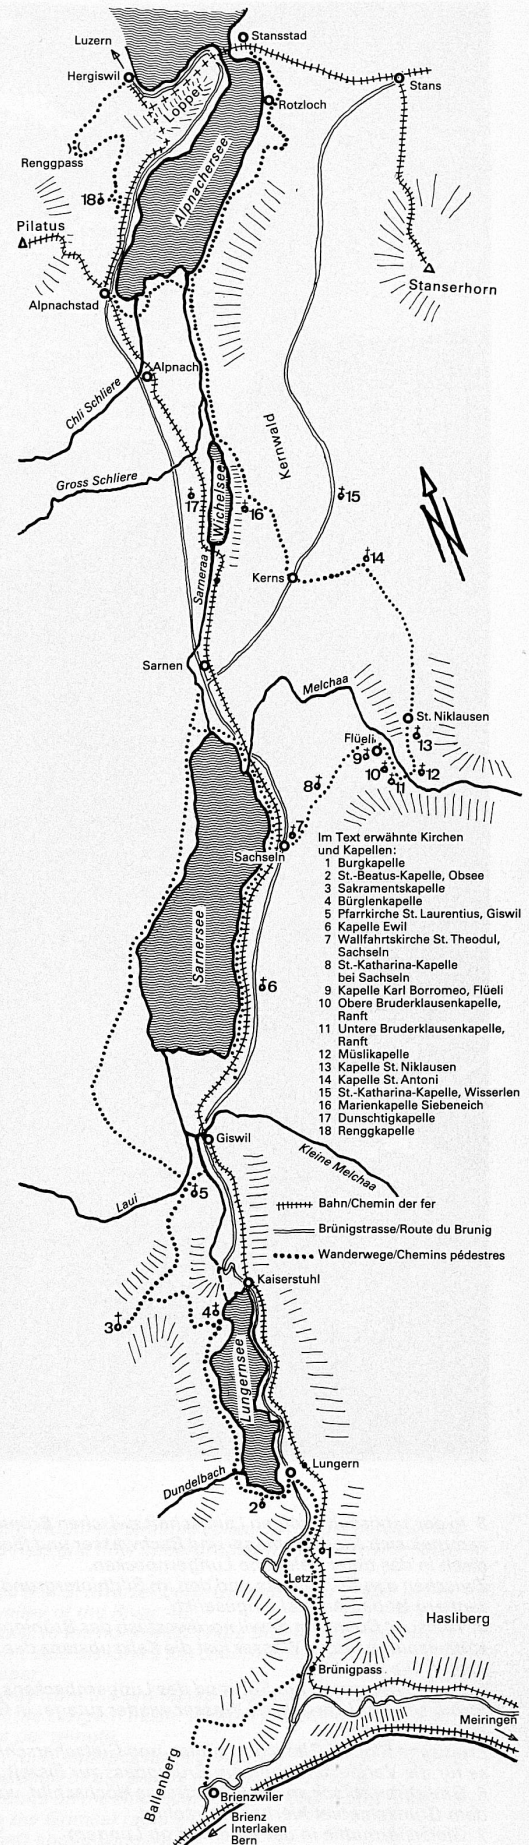 Luzern
Stansstad
Hergiswil
Stans
Lopper
Rotzloch
Renggpass
Alpnachersee
18
Pilatus
Stanserhorn
Alpnachstad
Alpnach
Chli Schliere
Kernwald
Gross Schliere
Wichelsee
17
16
15
14
Sarneraa
Kerns
Sarnen
Melchaa
St. Niklausen
13
Flüeli
9
10
11
12
8
7
Sachseln
Im Text erwähnte Kirchen
und Kapellen:
1 Burgkapelle
2 St.-Beatus-Kapelle, Obsee
3 Sakramentskapelle
4 Bürglenkapelle
5 Pfarrkirche St. Laurentius, Giswil
6 Kapelle Ewil
7 Wallfahrtskirche St. Theodul,
Sachseln
8 St.-Katharina-Kapelle
bei Sachseln
9 Kapelle Karl Borromeo, Flüeli
10 Obere Bruderklausenkapelle,
Ranft
11 Untere Bruderklausenkapelle,
Ranft
12 Müslikapelle
13 Kapelle St. Niklausen
14 Kapelle St. Antoni
15 St.-Katharina-Kapelle, Wisserlen
16 Marienkapelle Siebeneich
17 Dunschtigkapelle
18 Renggkapelle
Sarnersee
6
Giswil
Kleine Melchaa
Laui
5
Bahn/Chemin de fer
Brünigstrasse/Route du Brunig
Wanderwege/Chemins pédestres
Kaiserstuhl
4
3
Lungernsee
Lungern
Dundelbach
2
1
Letzi
Hasliberg
Brünigpass
Meiringen
Ballenberg
Brienzwiler
Brienz
Interlaken
Bern